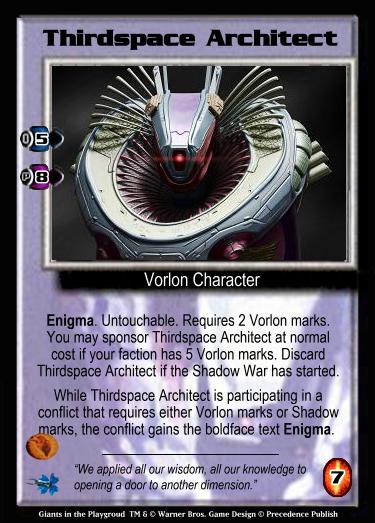 Thirdspace Architect
5
8
Vorlon Character
Enigma. Untouchable. Requires 2 Vorlon marks.
You may sponsor Thirdspace Architect at normal
cost if your faction has 5 Vorlon marks. Discard
Thirdspace Architect if the Shadow War has started.
While Thirdspace Architect is participating in a
conflict that requires either Vorlon marks or Shadow
marks, the conflict gains the boldface text Enigma.
"We applied all our wisdom, all our knowledge to
opening a door to another dimension."
7
Giants in the Playgroud TM & © Warner Bros. Game Design © Precedence Publish